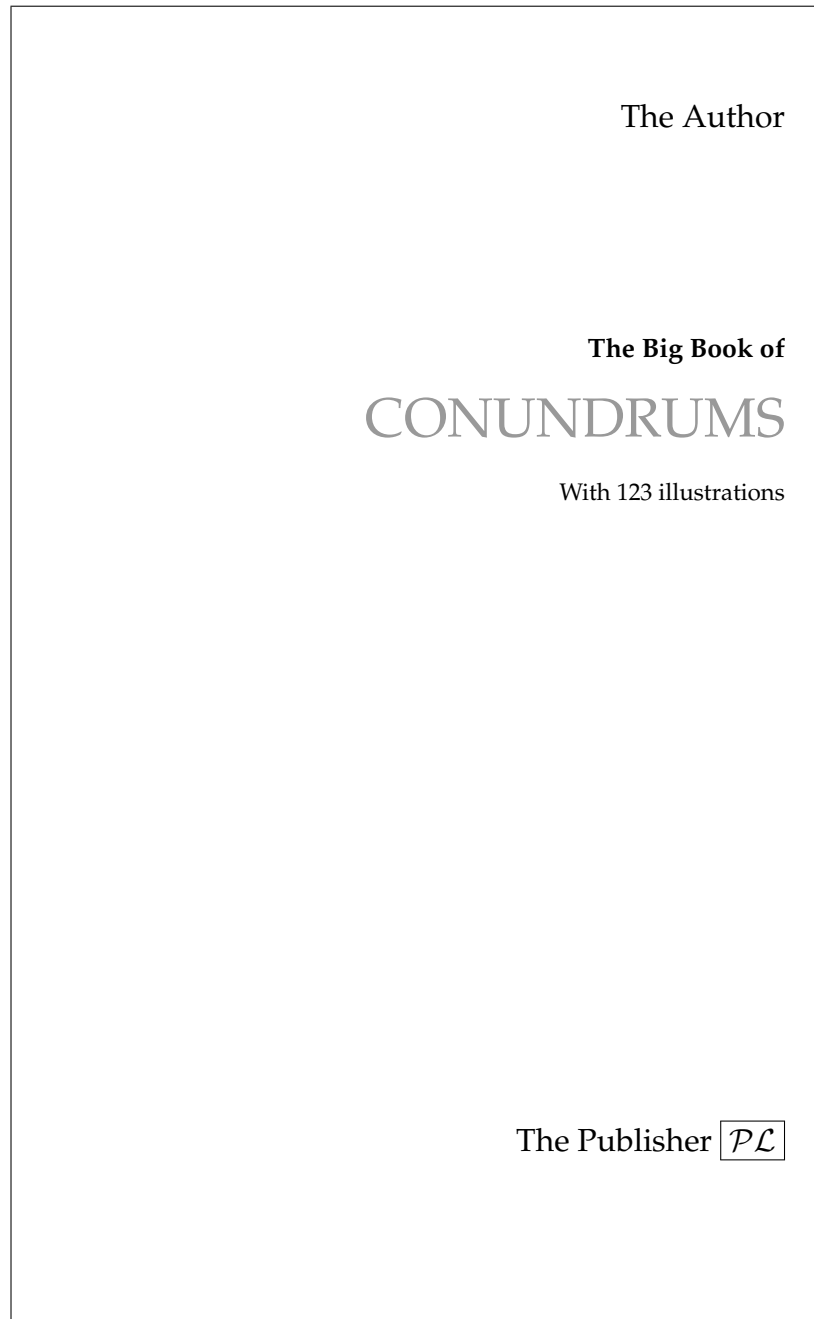 The Author
The Big Book of
CONUNDRUMS
With 123 illustrations
The Publisher PL